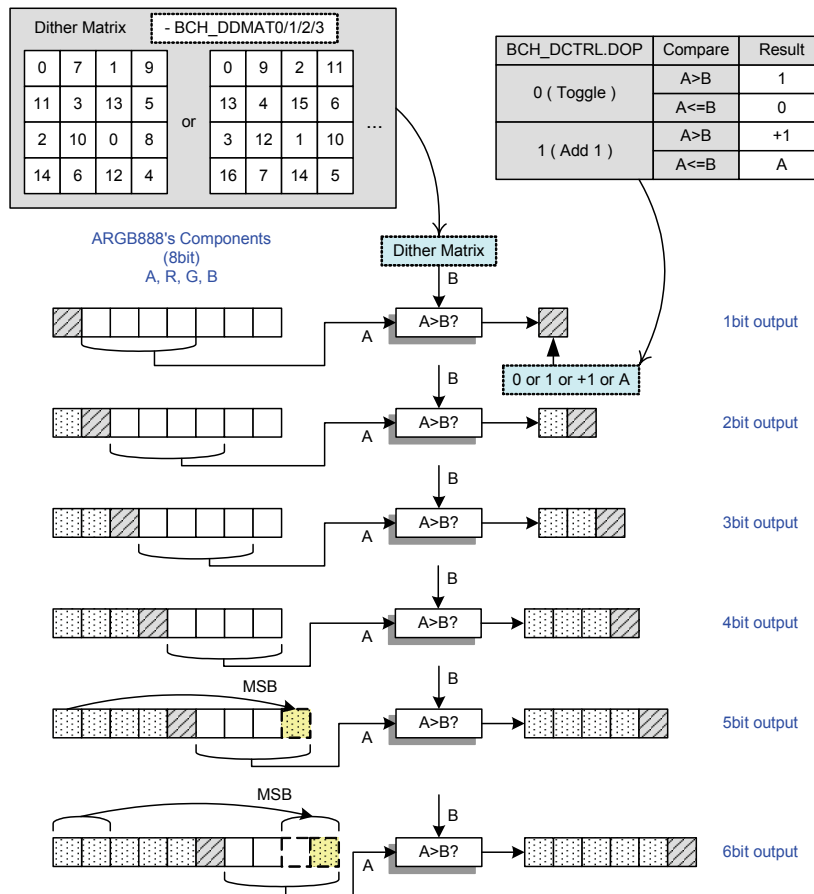 Dither Matrix
- BCH_DDMAT0/1/2/3
0 7 1 9
11 3 13 5
2 10 0 8
14 6 12 4
or
0 9 2 11
13 4 15 6
3 12 1 10
16 7 14 5
...
BCH_DCTRL.DOP Compare Result
0 ( Toggle ) A>B 1
A<=B 0
1 ( Add 1 ) A>B +1
A<=B A
ARGB888's Components
(8bit)
A, R, G, B
Dither Matrix
B
A
A>B?
1bit output
0 or 1 or +1 or A
B
A
A>B?
2bit output
B
A
A>B?
3bit output
B
A
A>B?
4bit output
MSB
B
A
A>B?
5bit output
MSB
B
A
A>B?
6bit output